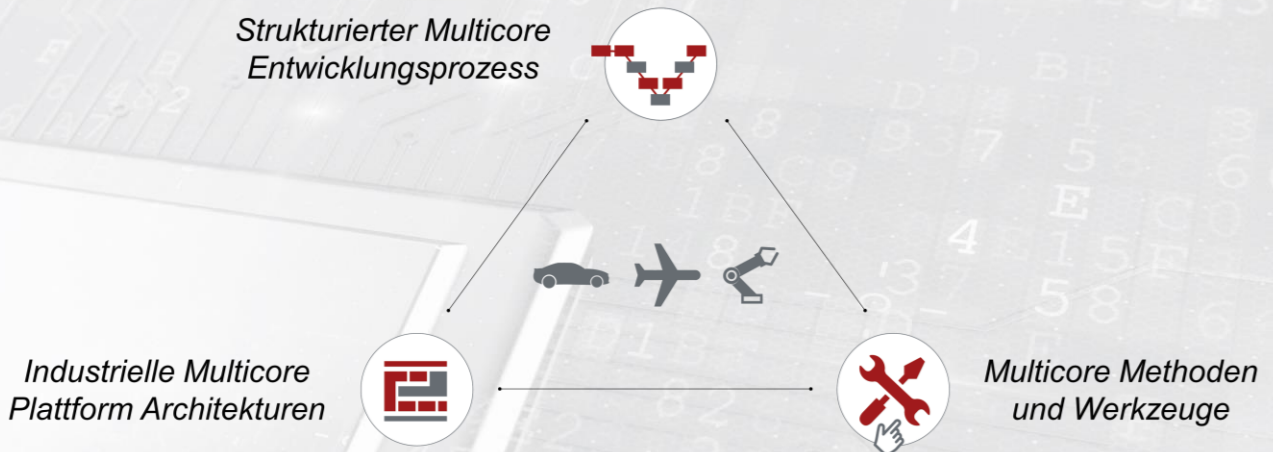 Strukturierter Multicore
Entwicklungsprozess
Industrielle Multicore
Plattform Architekturen
Multicore Methoden
und Werkzeuge